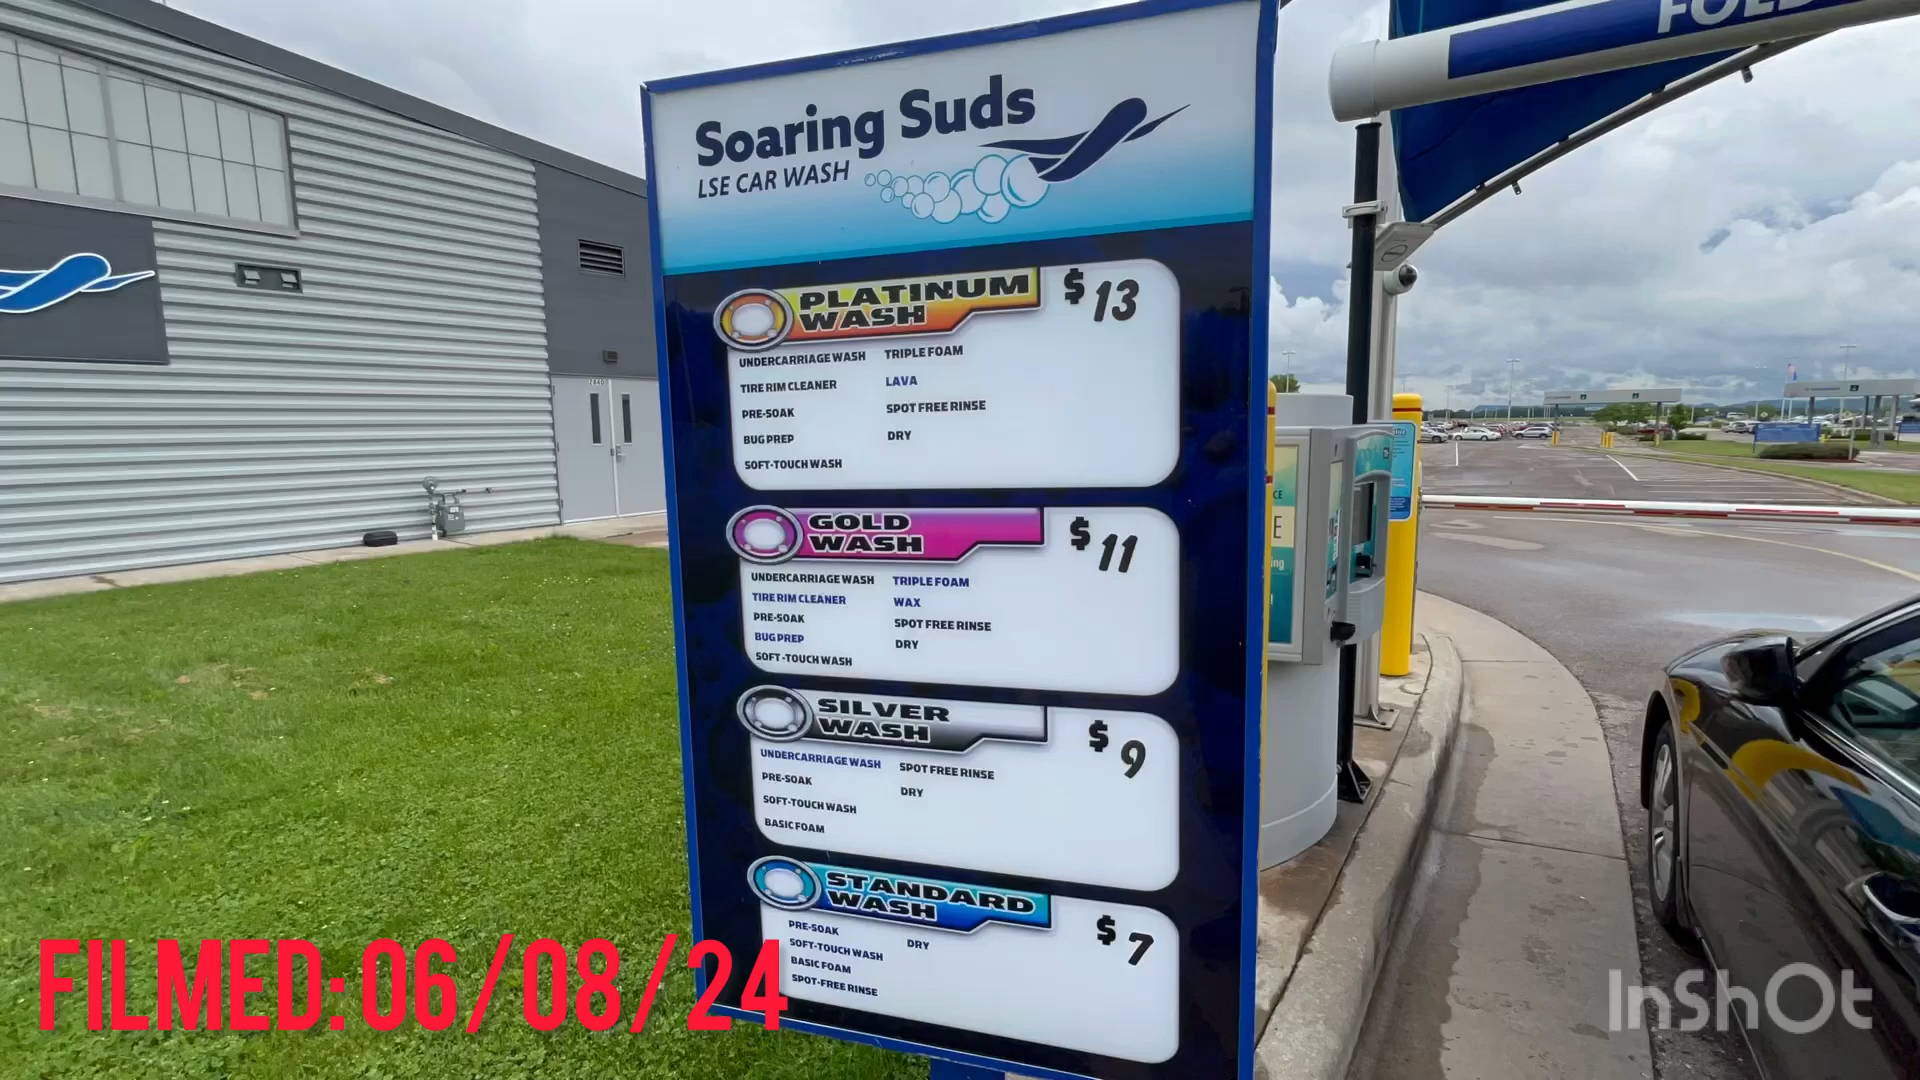 FOLD
Soaring Suds
LSE CAR WASH
PLATINUM
WASH
$ 13
UNDERCARRIAGE WASH
TIRE RIM CLEANER
PRE-SOAK
BUG PREP
SOFT-TOUCH WASH
TRIPLE FOAM
LAVA
SPOT FREE RINSE
DRY
GOLD
WASH
$ 11
UNDERCARRIAGE WASH
TIRE RIM CLEANER
PRE-SOAK
BUG PREP
SOFT-TOUCH WASH
TRIPLE FOAM
WAX
SPOT FREE RINSE
DRY
SILVER
WASH
$ 9
UNDERCARRIAGE WASH
PRE-SOAK
SOFT-TOUCH WASH
BASIC FOAM
SPOT FREE RINSE
DRY
STANDARD
WASH
$ 7
PRE-SOAK
SOFT-TOUCH WASH
BASIC FOAM
SPOT-FREE RINSE
DRY
FILMED: 06/08/24
InShOt